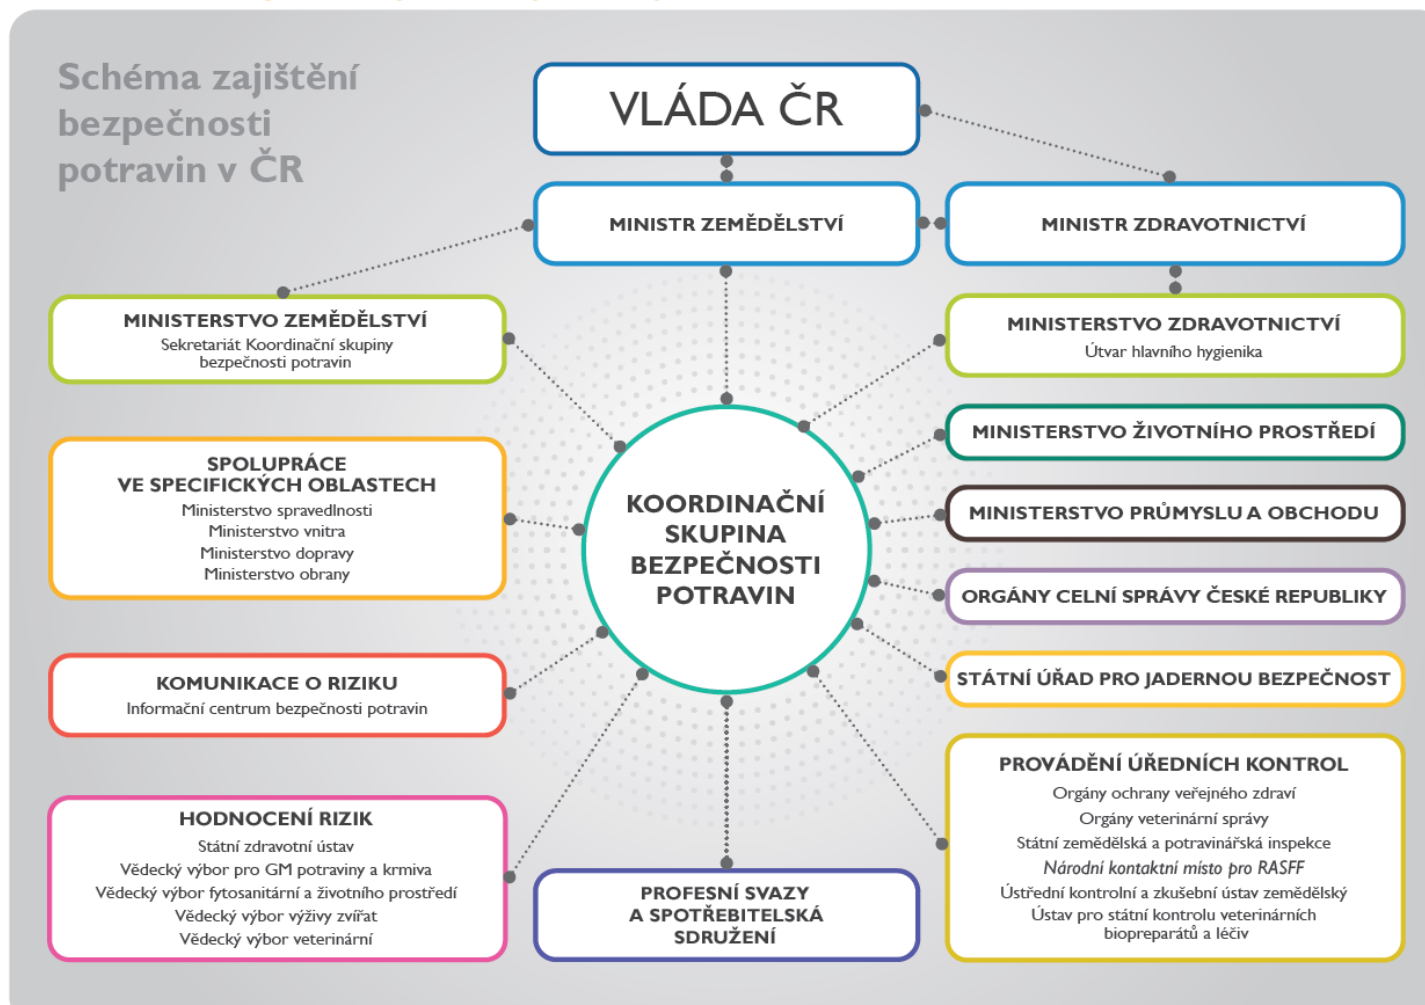 Schéma zajištění
bezpečnosti
potravin v ČR
VLÁDA ČR
MINISTR ZEMĚDĚLSTVÍ
MINISTR ZDRAVOTNICTVÍ
MINISTERSTVO ZEMĚDĚLSTVÍ
Sekretariát Koordinační skupiny
bezpečnosti potravin
MINISTERSTVO ZDRAVOTNICTVÍ
Útvar hlavního hygienika
SPOLUPRÁCE
VE SPECIFICKÝCH OBLASTECH
Ministerstvo spravedlnosti
Ministerstvo vnitra
Ministerstvo dopravy
Ministerstvo obrany
KOORDINAČNÍ
SKUPINA
BEZPEČNOSTI
POTRAVIN
MINISTERSTVO ŽIVOTNÍHO PROSTŘEDÍ
MINISTERSTVO PRŮMYSLU A OBCHODU
ORGÁNY CELNÍ SPRÁVY ČESKÉ REPUBLIKY
STÁTNÍ ÚŘAD PRO JADERNOU BEZPEČNOST
KOMUNIKACE O RIZIKU
Informační centrum bezpečnosti potravin
HODNOCENÍ RIZIK
Státní zdravotní ústav
Vědecký výbor pro GM potraviny a krmiva
Vědecký výbor fytosanitární a životního prostředí
Vědecký výbor výživy zvířat
Vědecký výbor veterinární
PROFESNÍ SVAZY
A SPOTŘEBITELSKÁ
SDRUŽENÍ
PROVÁDĚNÍ ÚŘEDNÍCH KONTROL
Orgány ochrany veřejného zdraví
Orgány veterinární správy
Státní zemědělská a potravinářská inspekce
Národní kontaktní místo pro RASFF
Ústřední kontrolní a zkušební ústav zemědělský
Ústav pro státní kontrolu veterinárních
biopreparátů a léčiv